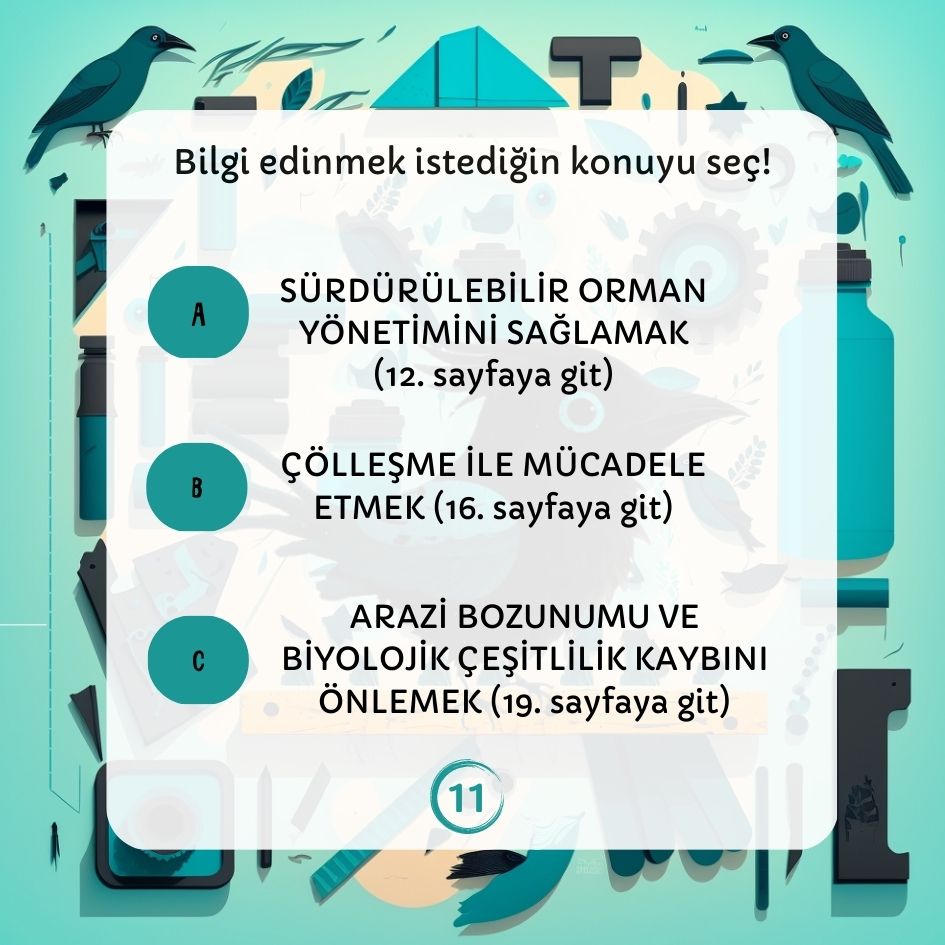 Bilgi edinmek istediğin konuyu seç!
A
SÜRDÜRÜLEBİLİR ORMAN
YÖNETİMİNİ SAĞLAMAK
(12. sayfaya git)
B
ÇÖLLEŞME İLE MÜCADELE
ETMEK (16. sayfaya git)
C
ARAZİ BOZUNUMU VE
BİYOLOJİK ÇEŞİTLİLİK KAYBINI
ÖNLEMEK (19. sayfaya git)
11